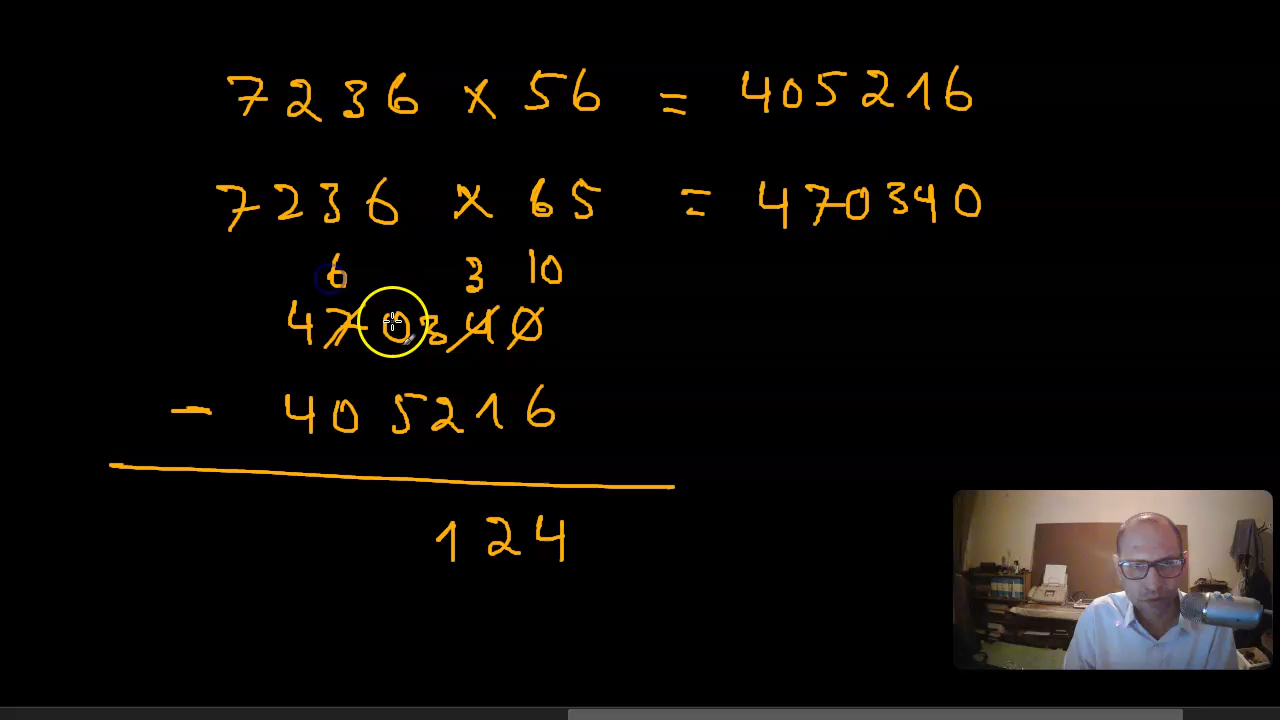 7236 × 56 = 405216
7236 × 65 = 470340
6 3 10
470340
- 405216
124